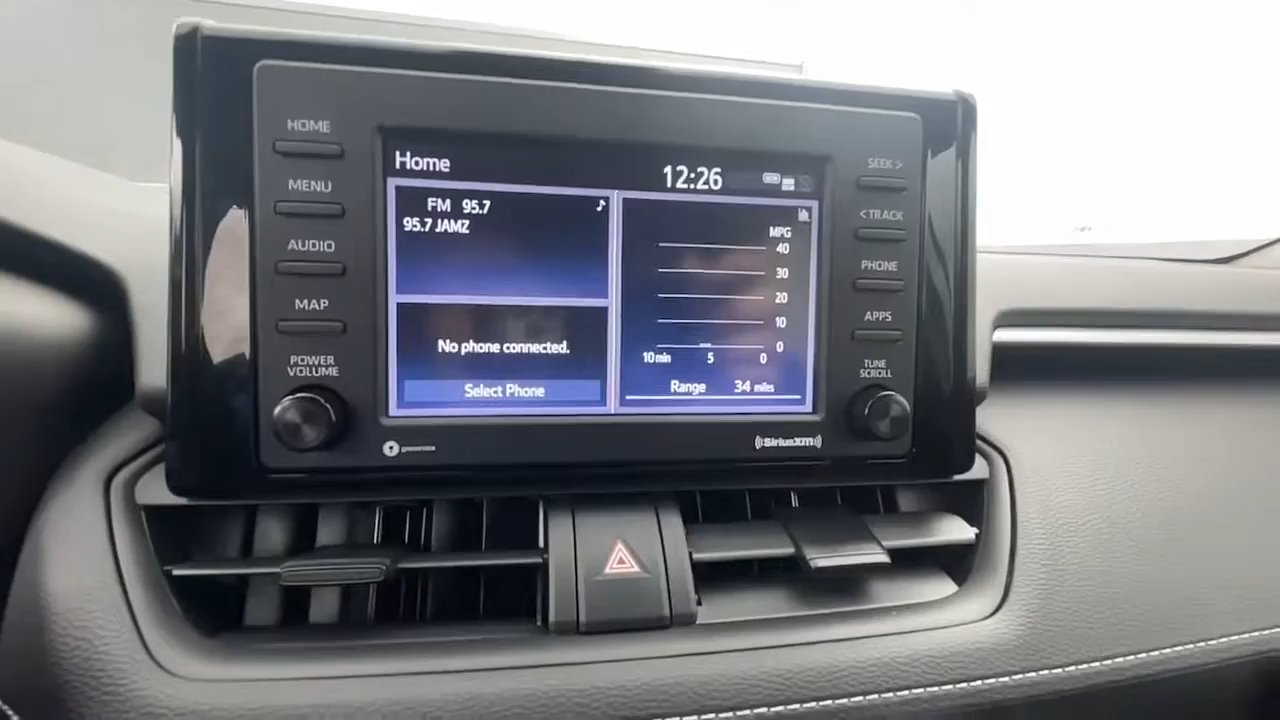 HOME
MENU
AUDIO
MAP
POWER
VOLUME
Home
12:26
FM 95.7
95.7 JAMZ
No phone connected.
Select Phone
MPG
40
30
20
10
0
10 min 5 0
Range 34 miles
SEEK >
< TRACK
PHONE
APPS
TUNE
SCROLL
((SiriusXM))